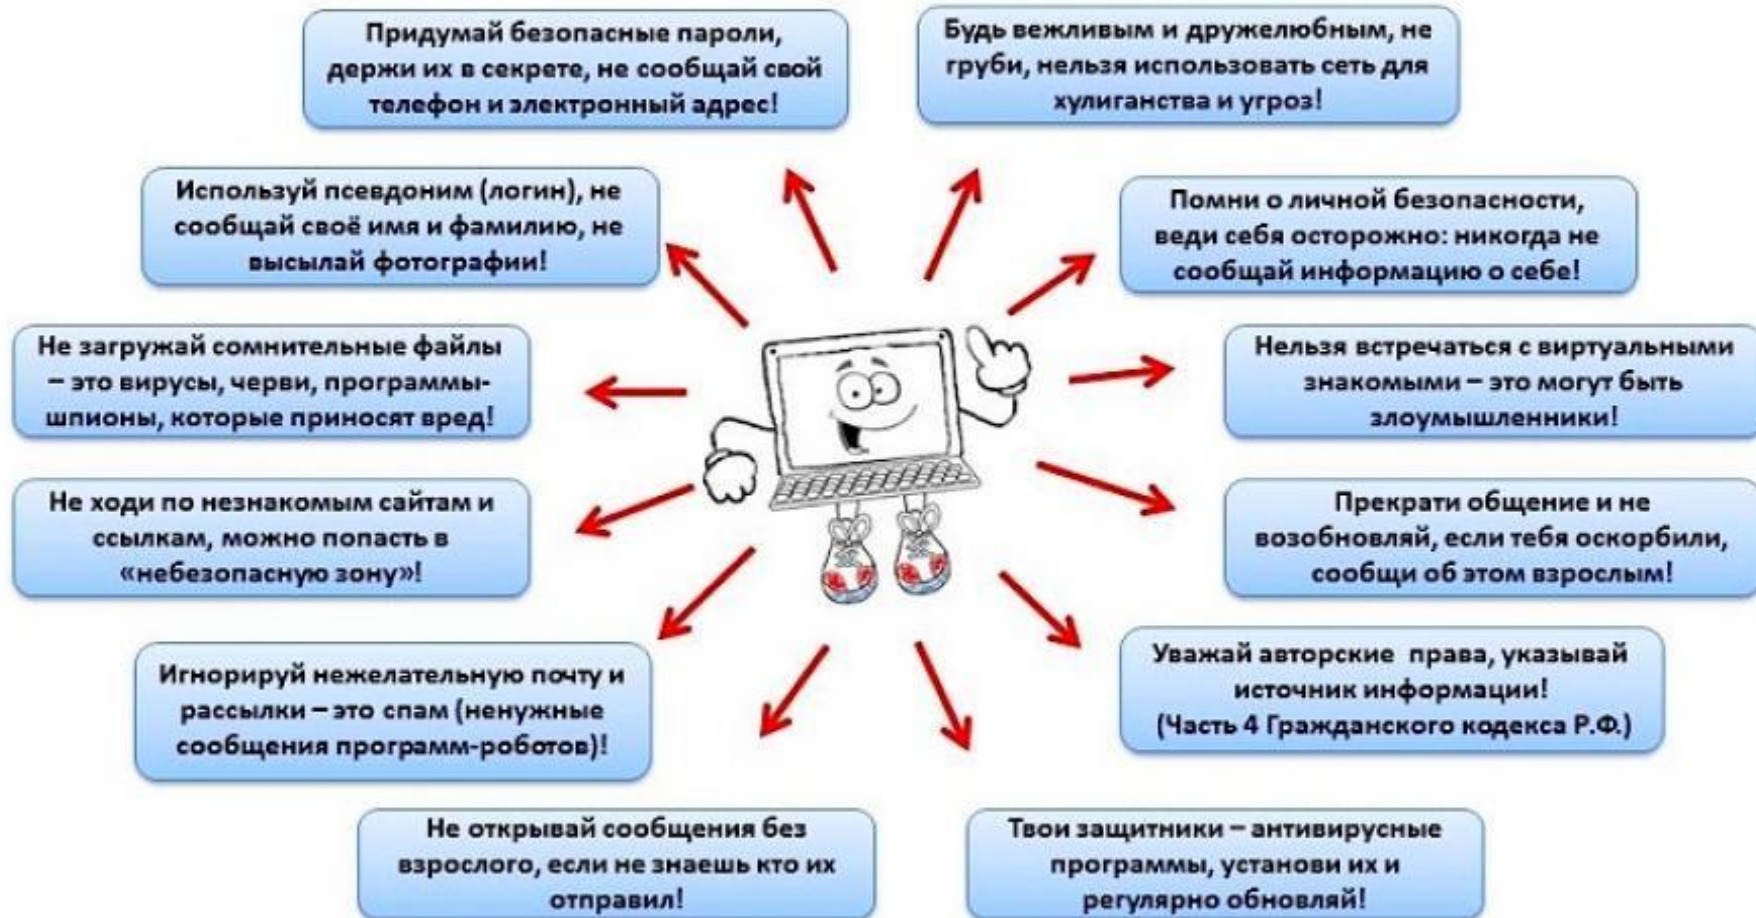 Придумай безопасные пароли,
держи их в секрете, не сообщай свой
телефон и электронный адрес!
Будь вежливым и дружелюбным, не
груби, нельзя использовать сеть для
хулиганства и угроз!
Используй псевдоним (логин), не
сообщай своё имя и фамилию, не
высылай фотографии!
Помни о личной безопасности,
веди себя осторожно: никогда не
сообщай информацию о себе!
Не загружай сомнительные файлы
– это вирусы, черви, программы-
шпионы, которые приносят вред!
Нельзя встречаться с виртуальными
знакомыми – это могут быть
злоумышленники!
Не ходи по незнакомым сайтам и
ссылкам, можно попасть в
«небезопасную зону»!
Прекрати общение и не
возобновляй, если тебя оскорбили,
сообщи об этом взрослым!
Игнорируй нежелательную почту и
рассылки – это спам (ненужные
сообщения программ-роботов)!
Уважай авторские права, указывай
источник информации!
(Часть 4 Гражданского кодекса Р.Ф.)
Не открывай сообщения без
взрослого, если не знаешь кто их
отправил!
Твои защитники – антивирусные
программы, установи их и
регулярно обновляй!